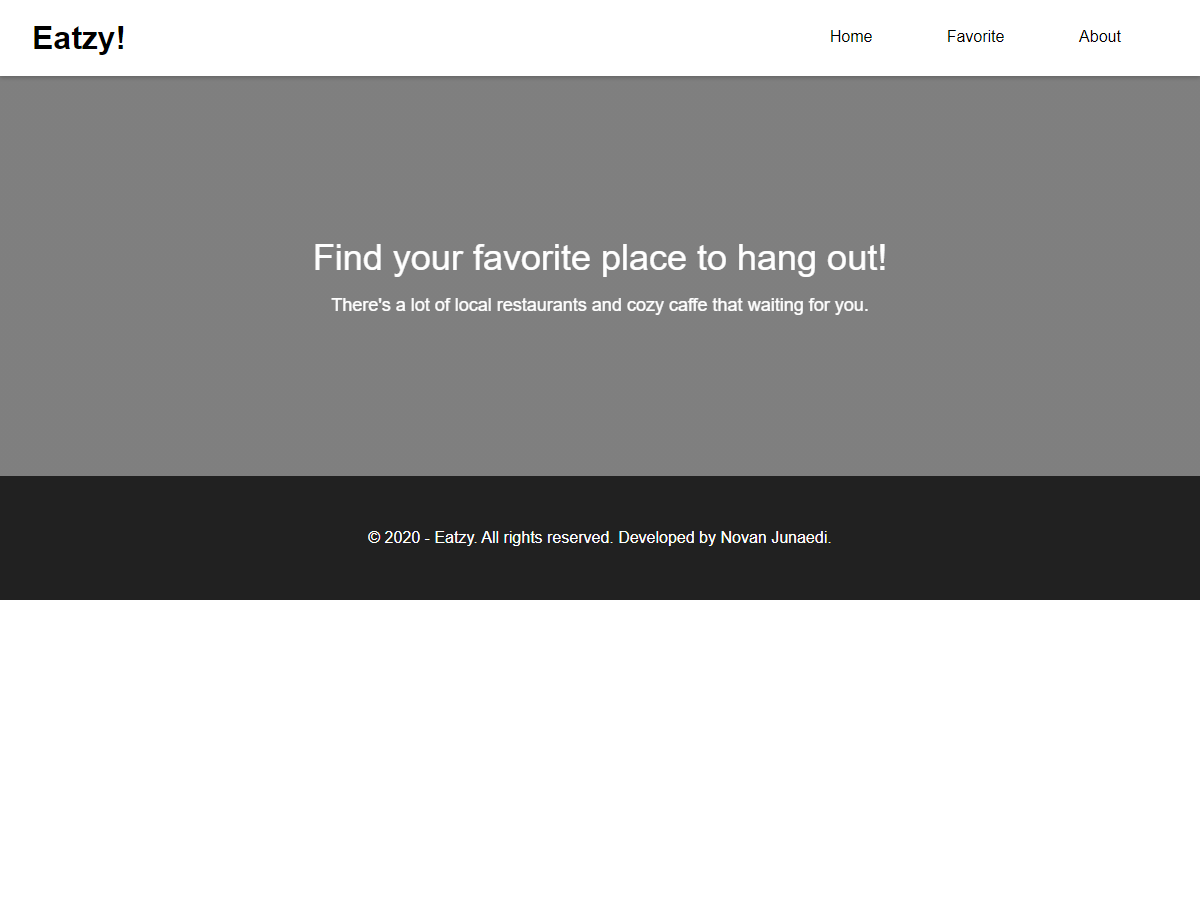 Eatzy!
Home Favorite About
Find your favorite place to hang out!
There's a lot of local restaurants and cozy caffe that waiting for you.
© 2020 - Eatzy. All rights reserved. Developed by Novan Junaedi.